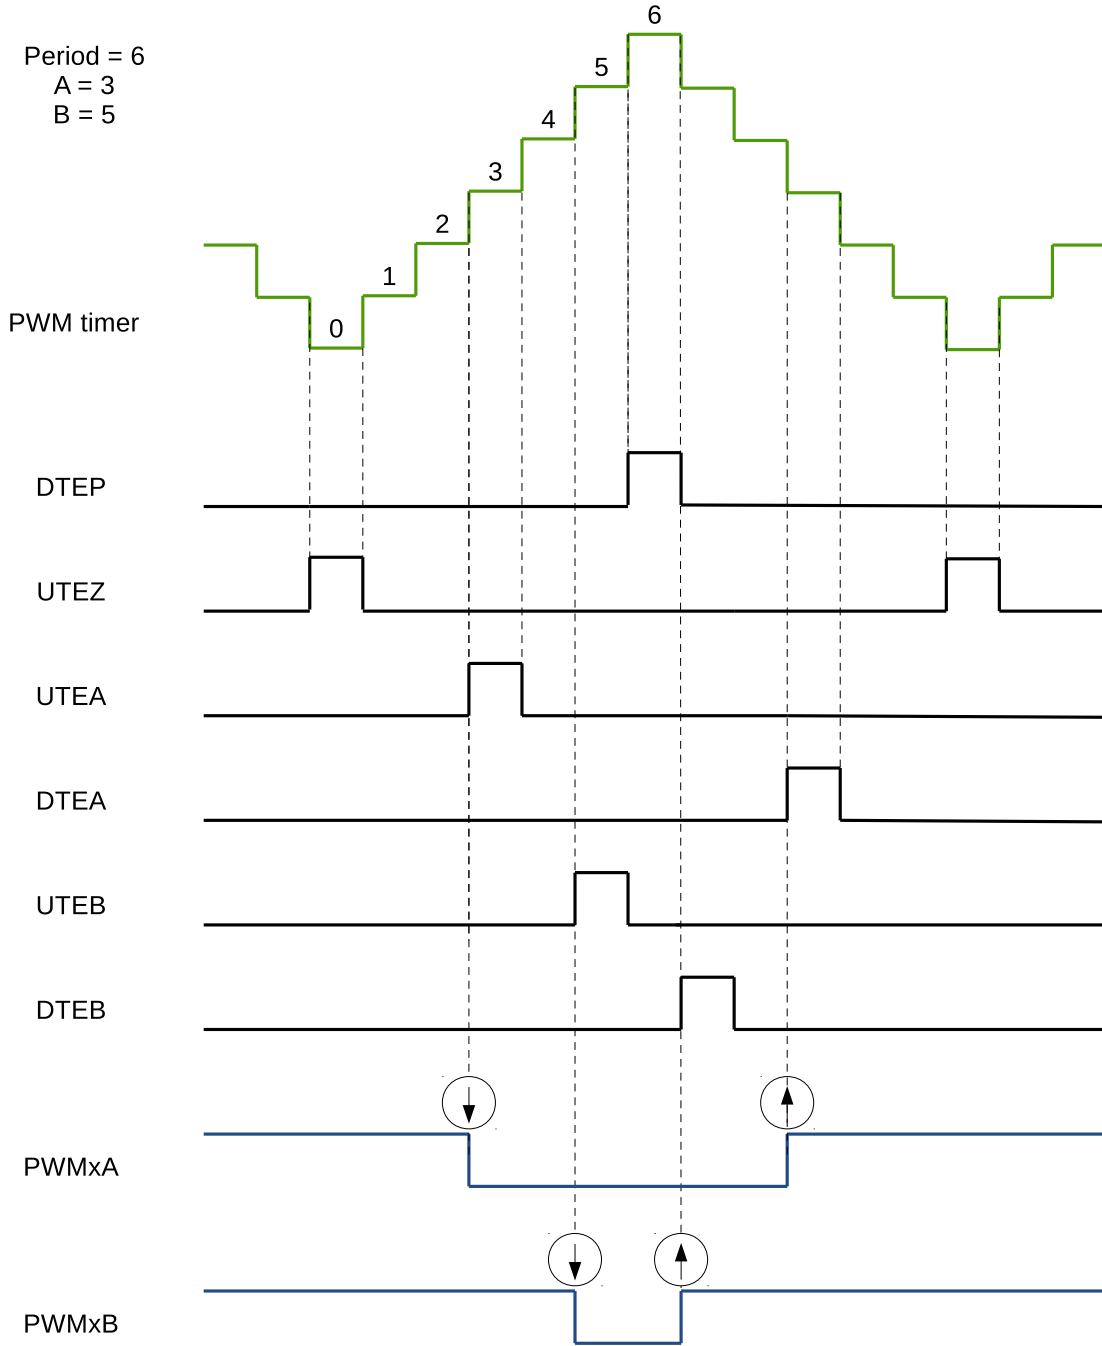 6
Period = 6
A = 3
B = 5
5
4
3
2
1
0
PWM timer
DTEP
UTEZ
UTEA
DTEA
UTEB
DTEB
PWMxA
PWMxB